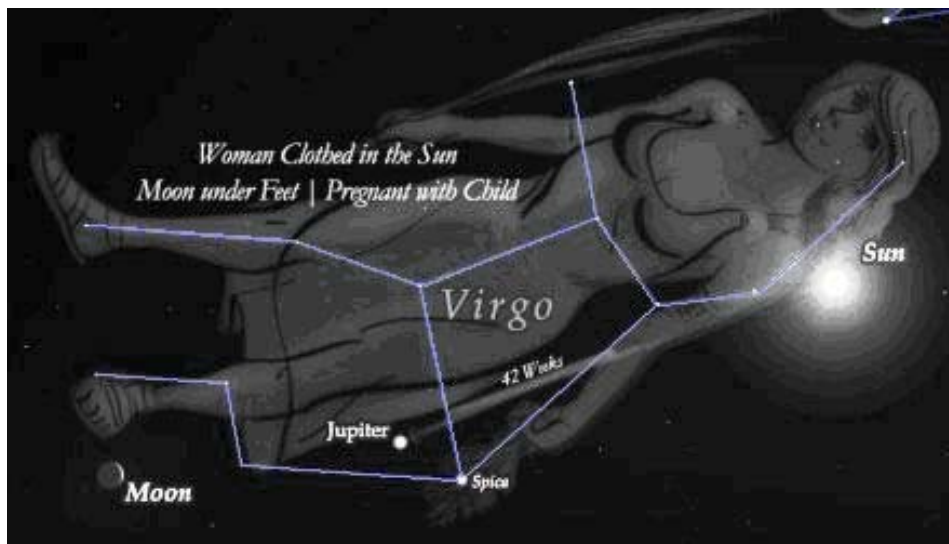 Woman Clothed in the Sun
Moon under Feet | Pregnant with Child
Sun
Virgo
42 Weeks
Jupiter
Spica
Moon